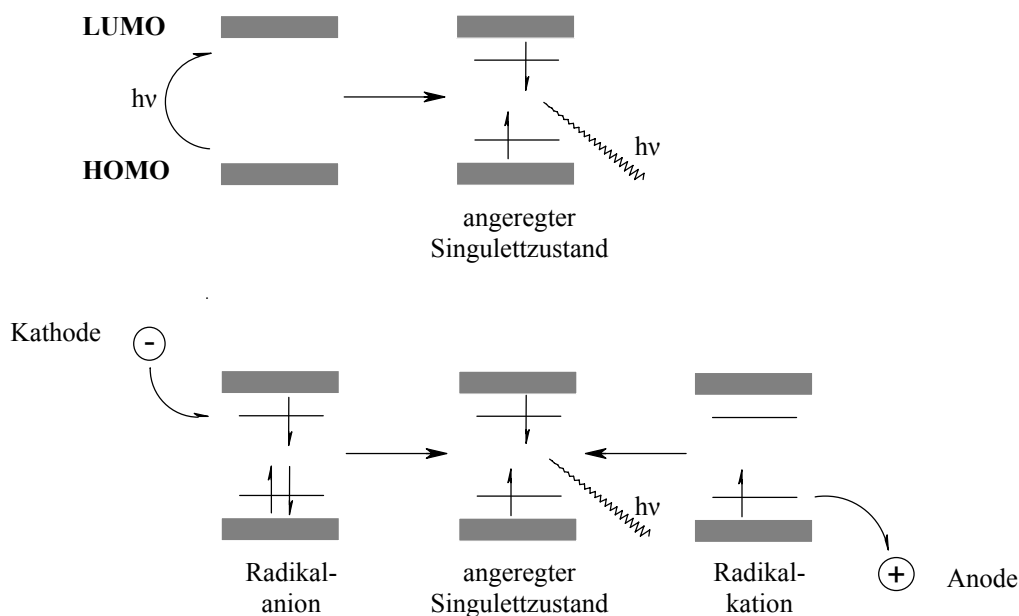 LUMO
hν
HOMO
hν
angeregter
Singulettzustand
Kathode
-
hν
Radikal-
anion
angeregter
Singulettzustand
Radikal-
kation
+
Anode